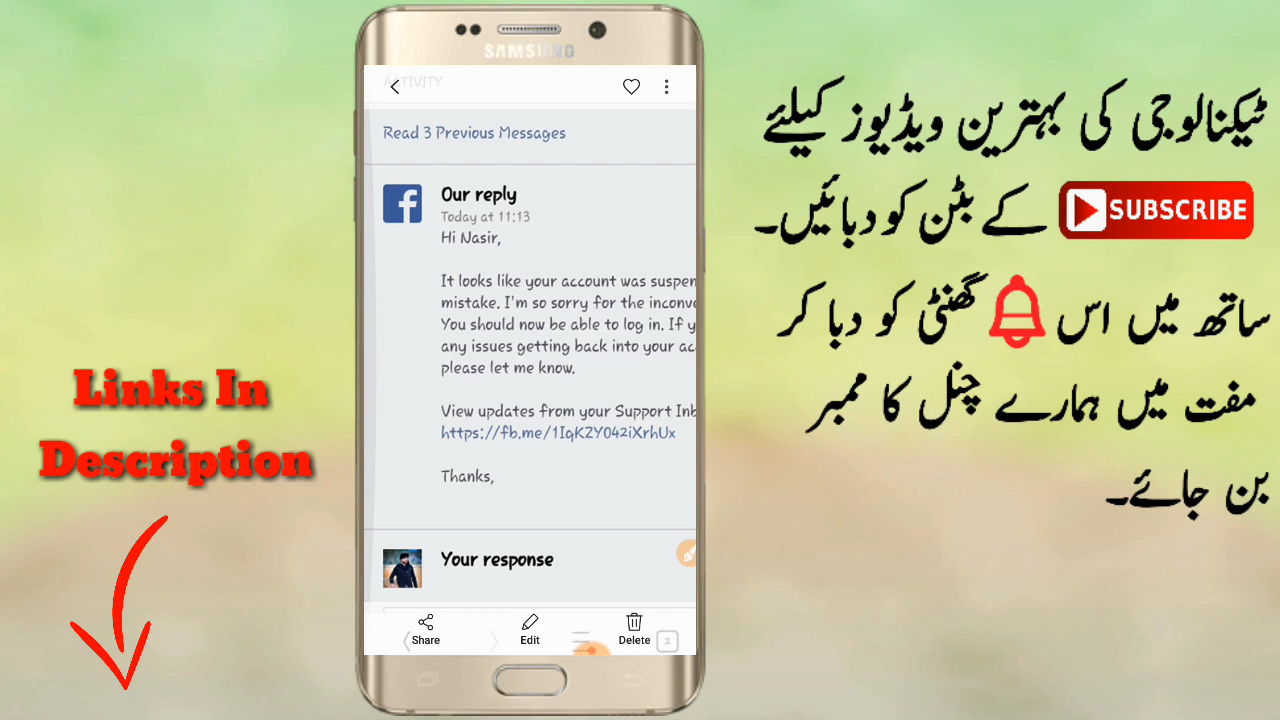 SAMSUNG
ACTIVITY
Read 3 Previous Messages
Our reply
Today at 11:13
Hi Nasir,
It looks like your account was suspen
mistake. I'm so sorry for the inconve
You should now be able to log in. If y
any issues getting back into your ac
please let me know.
View updates from your Support Inb
https://fb.me/1IqKZY042iXrhUx
Thanks,
Your response
Share
Edit
Delete
2
Links In
Description
ٹیکنالوجی کی بہترین ویڈیوز کیلئے
SUBSCRIBE کے بٹن کو دبائیں۔
ساتھ میں اس گھنٹی کو دبا کر
مفت میں ہمارے چنل کا ممبر
بن جائے۔